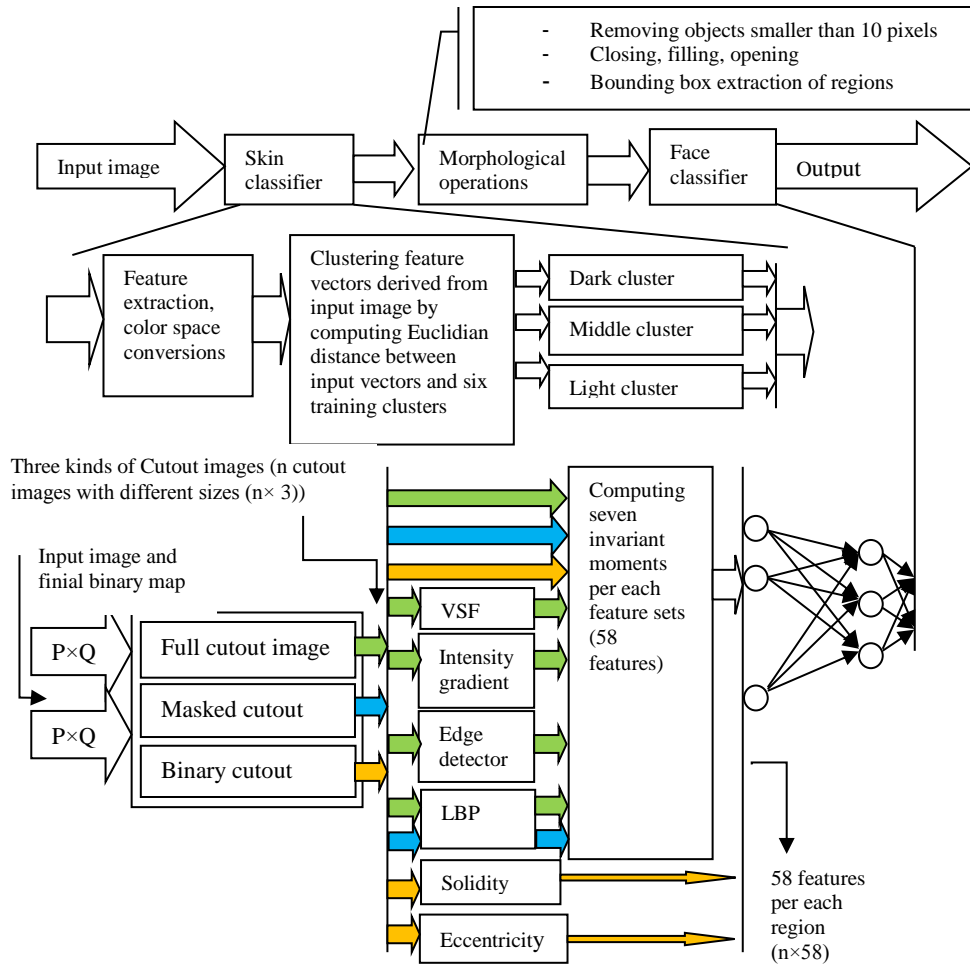 - Removing objects smaller than 10 pixels
- Closing, filling, opening
- Bounding box extraction of regions
Input image
Skin
classifier
Morphological
operations
Face
classifier
Output
Feature
extraction,
color space
conversions
Clustering feature
vectors derived from
input image by
computing Euclidian
distance between
input vectors and six
training clusters
Dark cluster
Middle cluster
Light cluster
Three kinds of Cutout images (n cutout
images with different sizes (n× 3))
Input image and
finial binary map
P×Q
P×Q
Full cutout image
Masked cutout
Binary cutout
VSF
Intensity
gradient
Edge
detector
LBP
Solidity
Eccentricity
Computing
seven
invariant
moments
per each
feature sets
(58
features)
58 features
per each
region
(n×58)